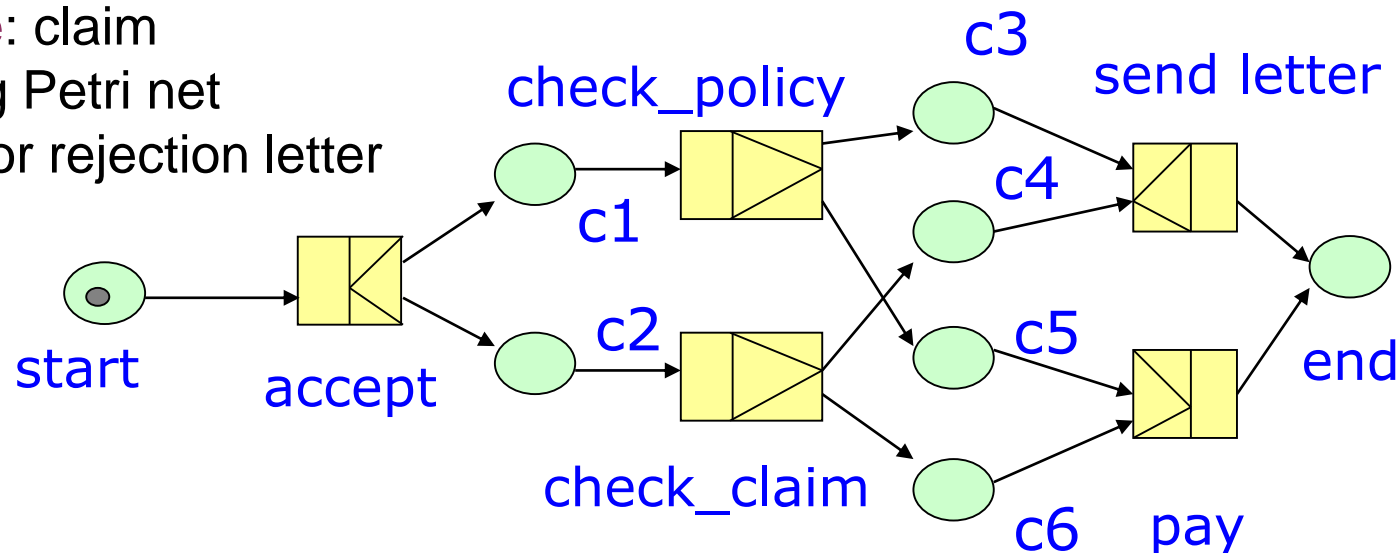 : claim
Petri net
or rejection letter
check_policy
c3
send letter
c1
c4
start
accept
c2
check_claim
c5
end
c6
pay